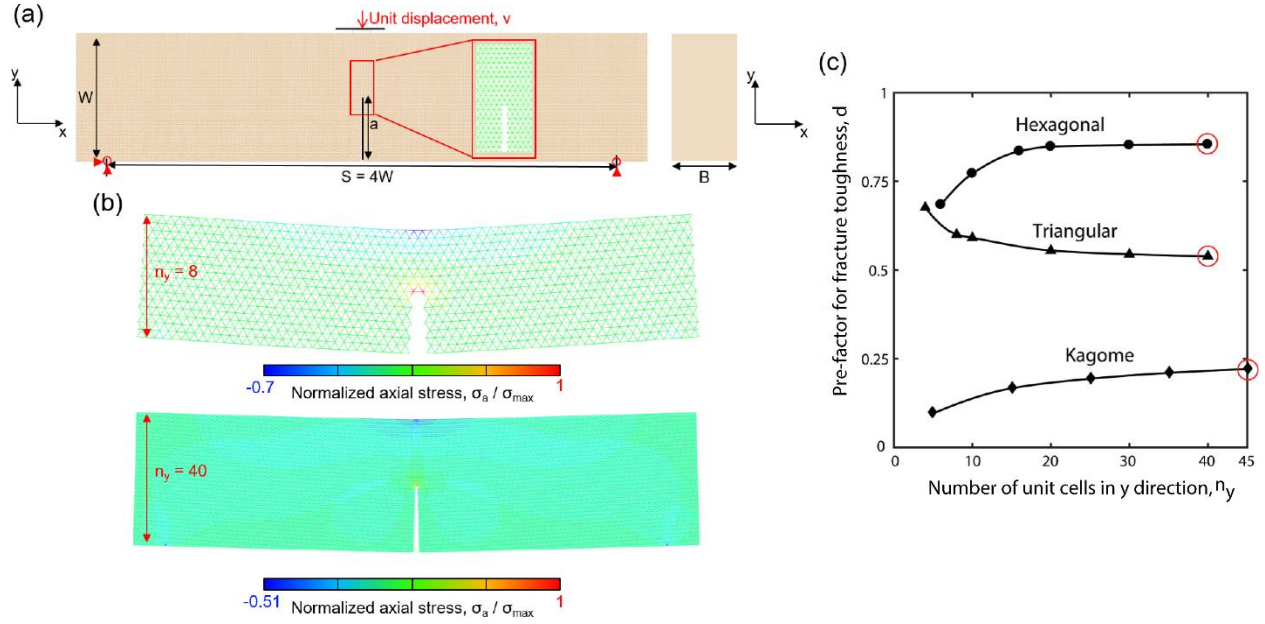 (a)
Unit displacement, v
y
x
W
a
S = 4W
B
y
x
(b)
n_y = 8
-0.7
1
Normalized axial stress, σ_a / σ_max
n_y = 40
-0.51
1
Normalized axial stress, σ_a / σ_max
(c)
Pre-factor for fracture toughness, d
1
0.75
0.5
0.25
0
Hexagonal
Triangular
Kagome
0 10 20 30 40 45
Number of unit cells in y direction, n_y